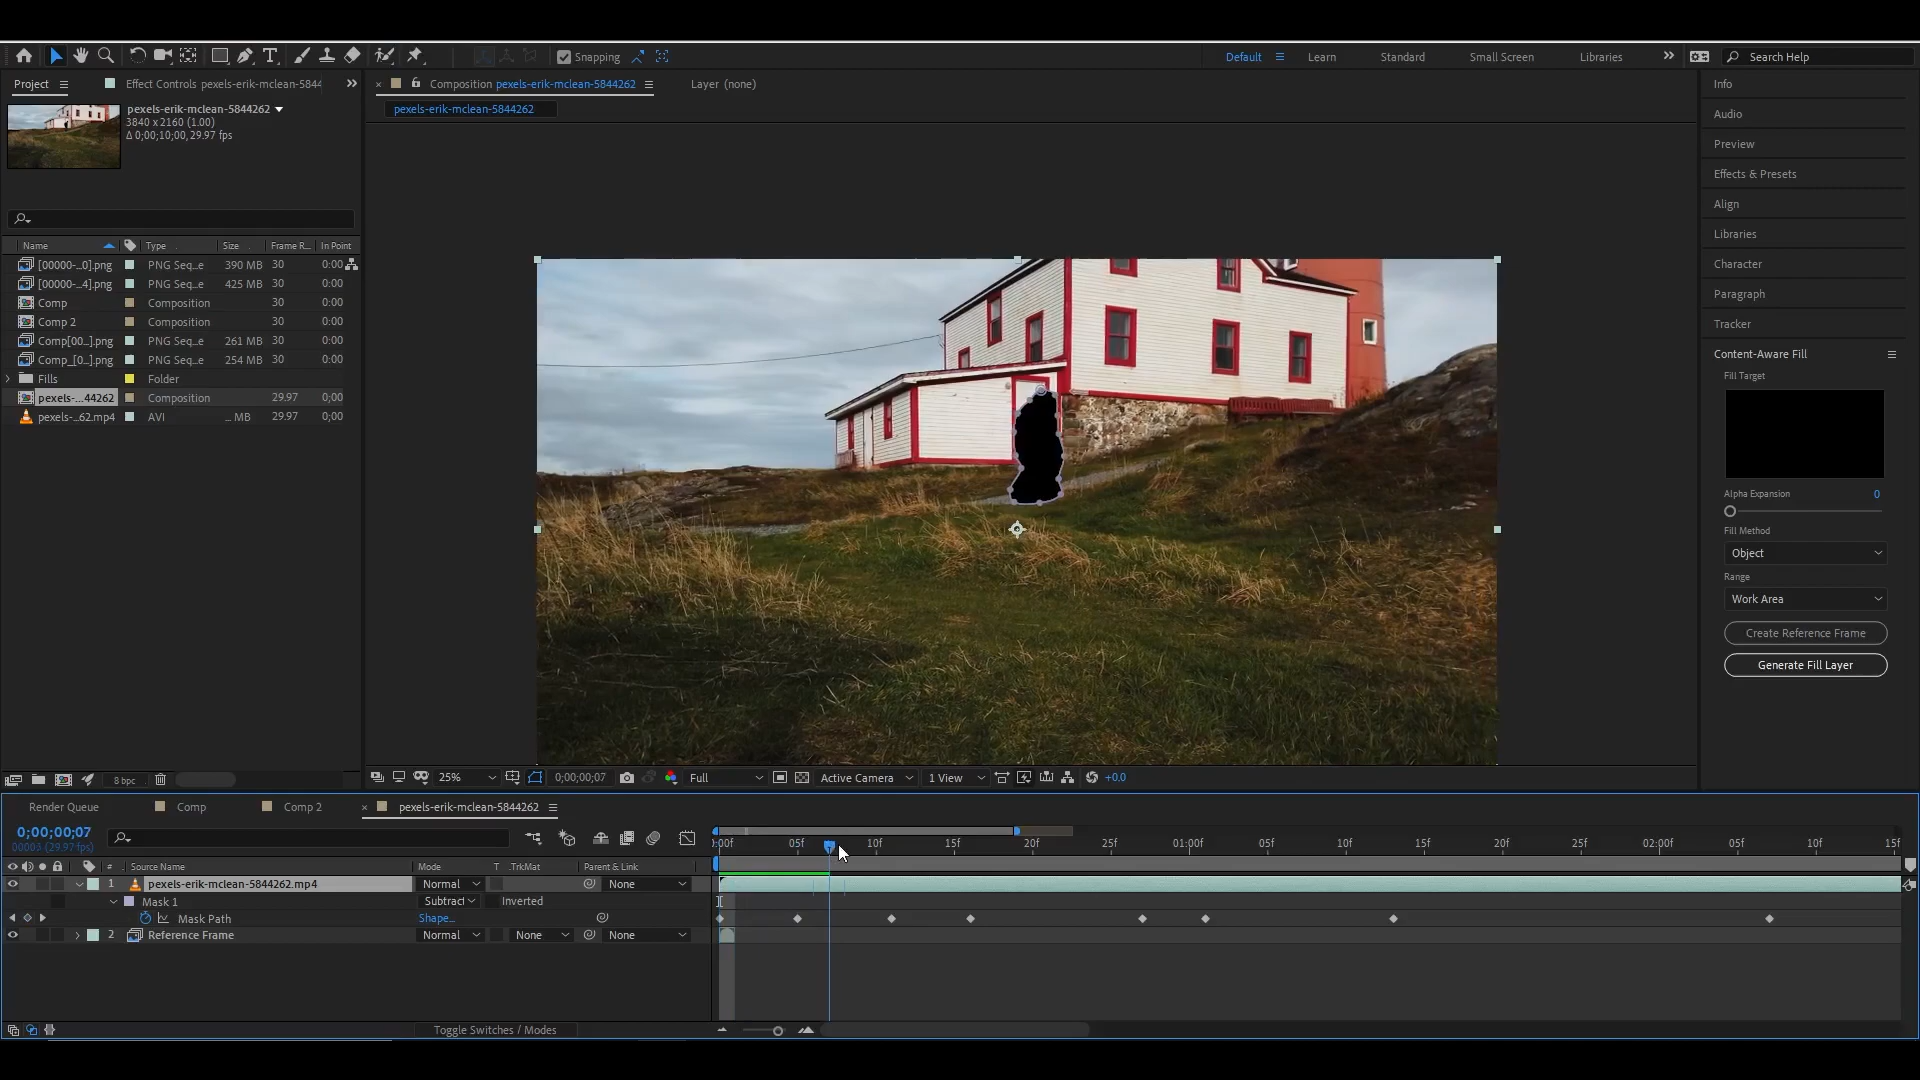 Snapping
Default
Learn
Standard
Small Screen
Libraries
Search Help
Project
Effect Controls pexels-erik-mclean-5844
Composition pexels-erik-mclean-5844262
Layer (none)
pexels-erik-mclean-5844262
3840 x 2160 (1.00)
Δ 0;00;10;00, 29.97 fps
pexels-erik-mclean-5844262
Name Type Size Frame R... In Point
[00000-...0].png PNG Seq...e 390 MB 30 0:00
[00000-...4].png PNG Seq...e 425 MB 30 0:00
Comp Composition 30 0:00
Comp 2 Composition 30 0:00
Comp[00...].png PNG Seq...e 261 MB 30 0:00
Comp_[0...].png PNG Seq...e 254 MB 30 0:00
Fills Folder
pexels-...44262 Composition 29.97 0;00
pexels-...62.mp4 AVI ... MB 29.97 0;00
8 bpc
Info
Audio
Preview
Effects & Presets
Align
Libraries
Character
Paragraph
Tracker
Content-Aware Fill
Fill Target
Alpha Expansion 0
Fill Method
Object
Range
Work Area
Create Reference Frame
Generate Fill Layer
25% 0;00;00;07 Full Active Camera 1 View +0.0
Render Queue Comp Comp 2 pexels-erik-mclean-5844262
0;00;00;07
(29.97 fps)
:00f 05f 10f 15f 20f 25f 01:00f 05f 10f 15f 20f 25f 02:00f 05f 10f 15f
# Source Name Mode T .TrkMat Parent & Link
1 pexels-erik-mclean-5844262.mp4 Normal None
Mask 1 Subtract Inverted
Mask Path Shape...
2 Reference Frame Normal None None
Toggle Switches / Modes